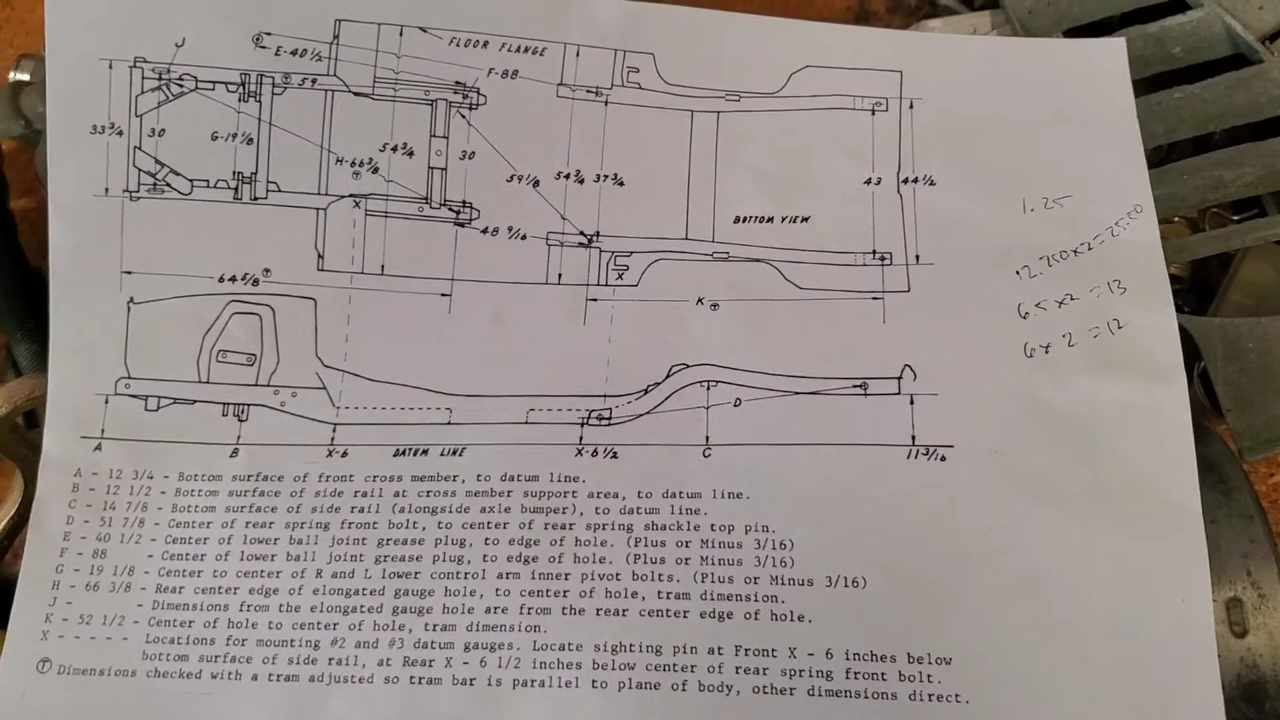 J
E-40 1/2
FLOOR FLANGE
F-88
Ⓣ 59
33 3/4
30
G-19 1/8
H-66 3/8
Ⓣ
54 3/4
30
59 1/8
54 3/4
37 3/4
43
44 1/2
X
48 9/16
BOTTOM VIEW
X
64 5/8 Ⓣ
K Ⓣ
1.25
12.750x2=25.50
6.5x2=13
6x2=12
D
A
B
X-6
DATUM LINE
X-6 1/2
C
11 3/16
A - 12 3/4 - Bottom surface of front cross member, to datum line.
B - 12 1/2 - Bottom surface of side rail at cross member support area, to datum line.
C - 14 7/8 - Bottom surface of side rail (alongside axle bumper), to datum line.
D - 51 7/8 - Center of rear spring front bolt, to center of rear spring shackle top pin.
E - 40 1/2 - Center of lower ball joint grease plug, to edge of hole. (Plus or Minus 3/16)
F - 88 - Center of lower ball joint grease plug, to edge of hole. (Plus or Minus 3/16)
G - 19 1/8 - Center to center of R and L lower control arm inner pivot bolts. (Plus or Minus 3/16)
H - 66 3/8 - Rear center edge of elongated gauge hole, to center of hole, tram dimension.
J - - Dimensions from the elongated gauge hole are from the rear center edge of hole.
K - 52 1/2 - Center of hole to center of hole, tram dimension.
X - - - - - Locations for mounting #2 and #3 datum gauges. Locate sighting pin at Front X - 6 inches below
bottom surface of side rail, at Rear X - 6 1/2 inches below center of rear spring front bolt.
Ⓣ Dimensions checked with a tram adjusted so tram bar is parallel to plane of body, other dimensions direct.